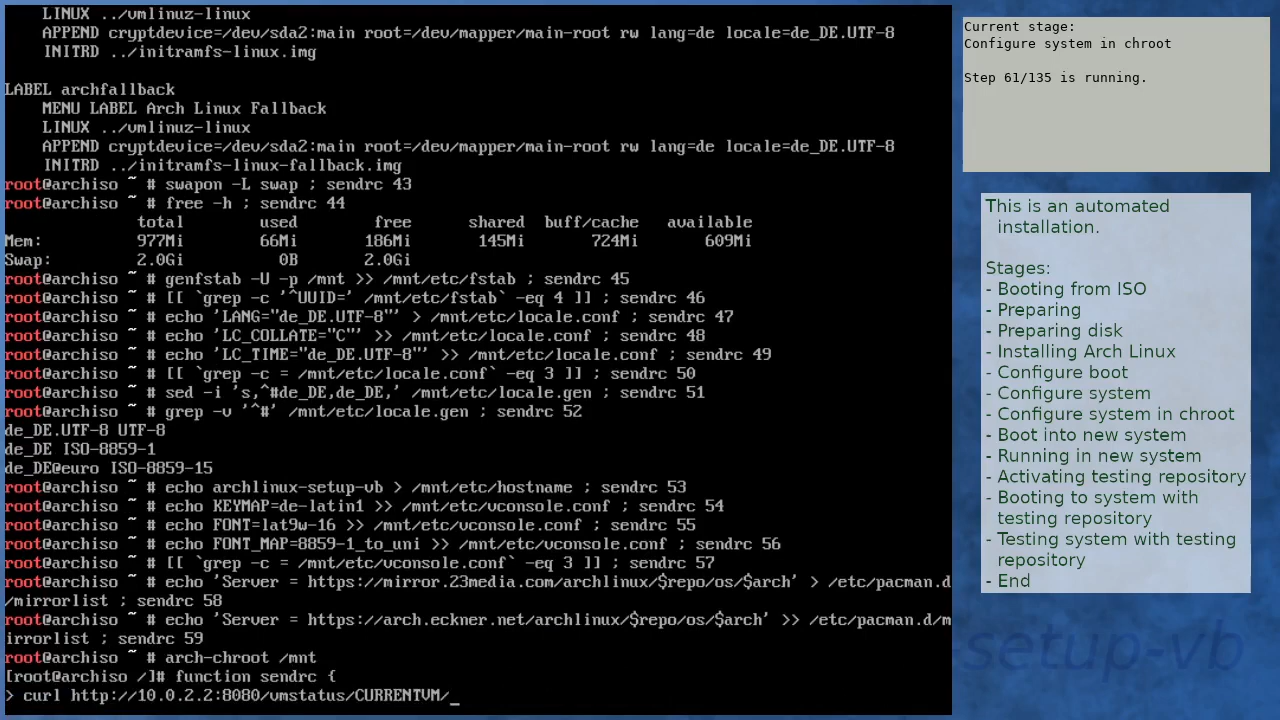 LINUX ../vmlinuz-linux
    APPEND cryptdevice=/dev/sda2:main root=/dev/mapper/main-root rw lang=de locale=de_DE.UTF-8
    INITRD ../initramfs-linux.img

LABEL archfallback
    MENU LABEL Arch Linux Fallback
    LINUX ../vmlinuz-linux
    APPEND cryptdevice=/dev/sda2:main root=/dev/mapper/main-root rw lang=de locale=de_DE.UTF-8
    INITRD ../initramfs-linux-fallback.img
root@archiso ~ # swapon -L swap ; sendrc 43
root@archiso ~ # free -h ; sendrc 44
              total        used        free      shared  buff/cache   available
Mem:          977Mi        66Mi       186Mi       145Mi       724Mi       609Mi
Swap:         2.0Gi          0B       2.0Gi
root@archiso ~ # genfstab -U -p /mnt >> /mnt/etc/fstab ; sendrc 45
root@archiso ~ # [[ `grep -c '^UUID=' /mnt/etc/fstab` -eq 4 ]] ; sendrc 46
root@archiso ~ # echo 'LANG="de_DE.UTF-8"' > /mnt/etc/locale.conf ; sendrc 47
root@archiso ~ # echo 'LC_COLLATE="C"' >> /mnt/etc/locale.conf ; sendrc 48
root@archiso ~ # echo 'LC_TIME="de_DE.UTF-8"' >> /mnt/etc/locale.conf ; sendrc 49
root@archiso ~ # [[ `grep -c = /mnt/etc/locale.conf` -eq 3 ]] ; sendrc 50
root@archiso ~ # sed -i 's,^#de_DE,de_DE,' /mnt/etc/locale.gen ; sendrc 51
root@archiso ~ # grep -v '^#' /mnt/etc/locale.gen ; sendrc 52
de_DE.UTF-8 UTF-8
de_DE ISO-8859-1
de_DE@euro ISO-8859-15
root@archiso ~ # echo archlinux-setup-vb > /mnt/etc/hostname ; sendrc 53
root@archiso ~ # echo KEYMAP=de-latin1 >> /mnt/etc/vconsole.conf ; sendrc 54
root@archiso ~ # echo FONT=lat9w-16 >> /mnt/etc/vconsole.conf ; sendrc 55
root@archiso ~ # echo FONT_MAP=8859-1_to_uni >> /mnt/etc/vconsole.conf ; sendrc 56
root@archiso ~ # [[ `grep -c = /mnt/etc/vconsole.conf` -eq 3 ]] ; sendrc 57
root@archiso ~ # echo 'Server = https://mirror.23media.com/archlinux/$repo/os/$arch' > /etc/pacman.d
/mirrorlist ; sendrc 58
root@archiso ~ # echo 'Server = https://arch.eckner.net/archlinux/$repo/os/$arch' >> /etc/pacman.d/m
irrorlist ; sendrc 59
root@archiso ~ # arch-chroot /mnt
[root@archiso /]# function sendrc {
> curl http://10.0.2.2:8080/vmstatus/CURRENTVM/_
Current stage:
Configure system in chroot

Step 61/135 is running.
This is an automated
installation.

Stages:
- Booting from ISO
- Preparing
- Preparing disk
- Installing Arch Linux
- Configure boot
- Configure system
- Configure system in chroot
- Boot into new system
- Running in new system
- Activating testing repository
- Booting to system with
testing repository
- Testing system with testing
repository
- End
-setup-vb